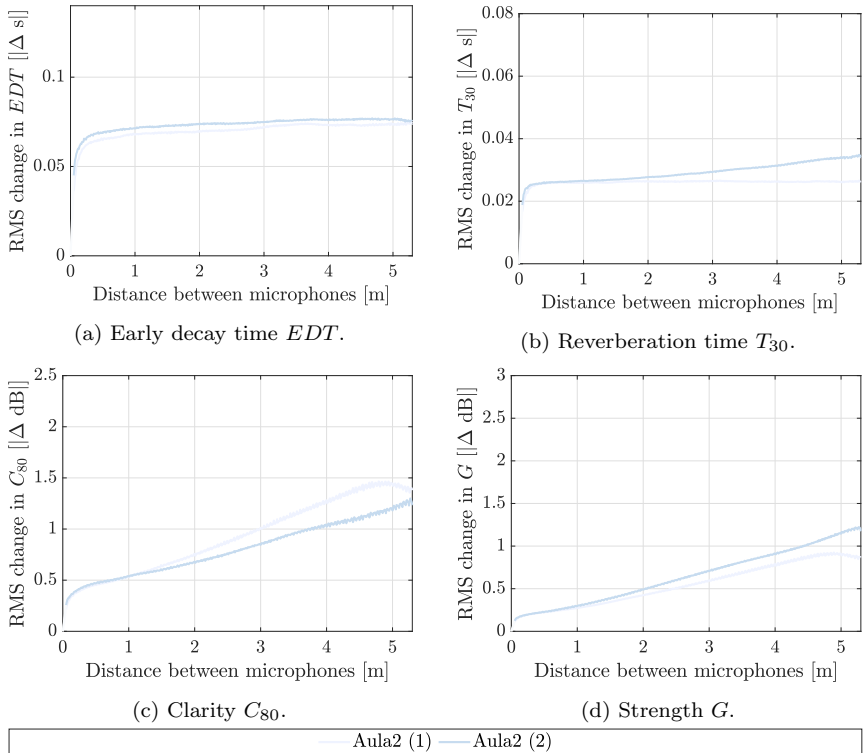 RMS change in EDT [|Δ s|]
0.1
0.05
0
0 1 2 3 4 5
Distance between microphones [m]
(a) Early decay time EDT.
RMS change in T30 [|Δ s|]
0.08
0.06
0.04
0.02
0
0 1 2 3 4 5
Distance between microphones [m]
(b) Reverberation time T30.
RMS change in C80 [|Δ dB|]
2.5
2
1.5
1
0.5
0
0 1 2 3 4 5
Distance between microphones [m]
(c) Clarity C80.
RMS change in G [|Δ dB|]
3
2.5
2
1.5
1
0.5
0
0 1 2 3 4 5
Distance between microphones [m]
(d) Strength G.
Aula2 (1) Aula2 (2)